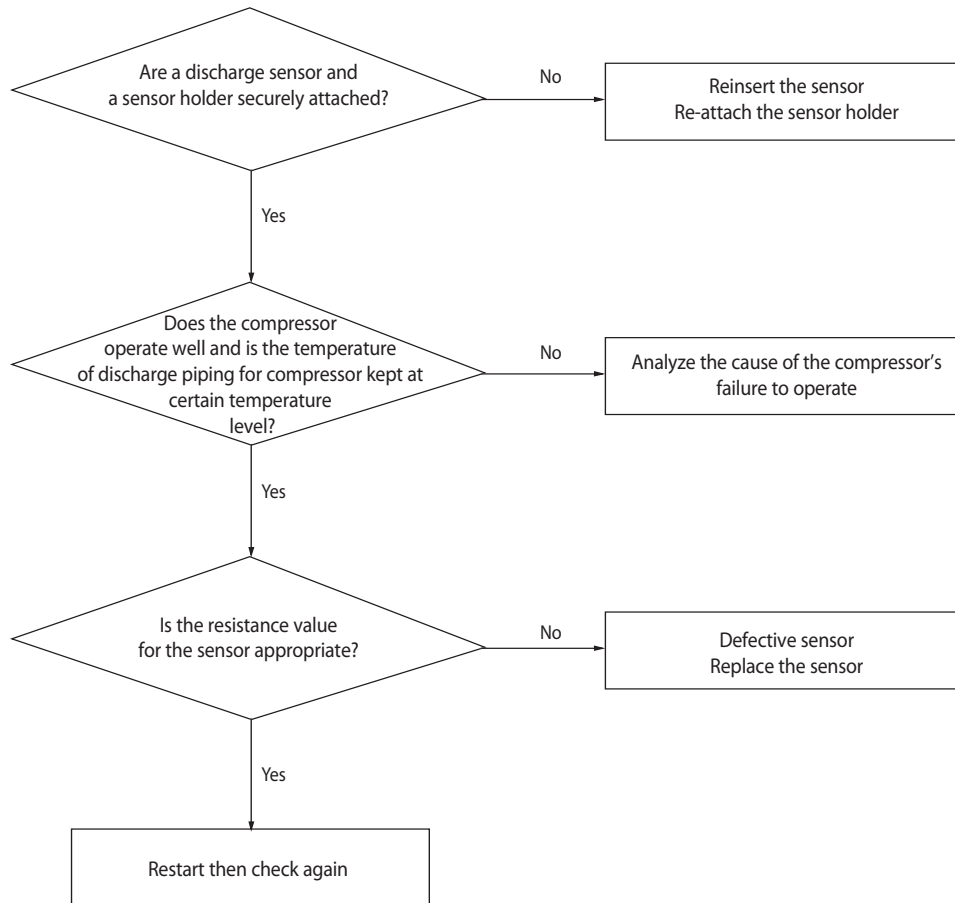 Are a discharge sensor and
a sensor holder securely attached?
No
Reinsert the sensor
Re-attach the sensor holder
Yes
Does the compressor
operate well and is the temperature
of discharge piping for compressor kept at
certain temperature
level?
No
Analyze the cause of the compressor’s
failure to operate
Yes
Is the resistance value
for the sensor appropriate?
No
Defective sensor
Replace the sensor
Yes
Restart then check again